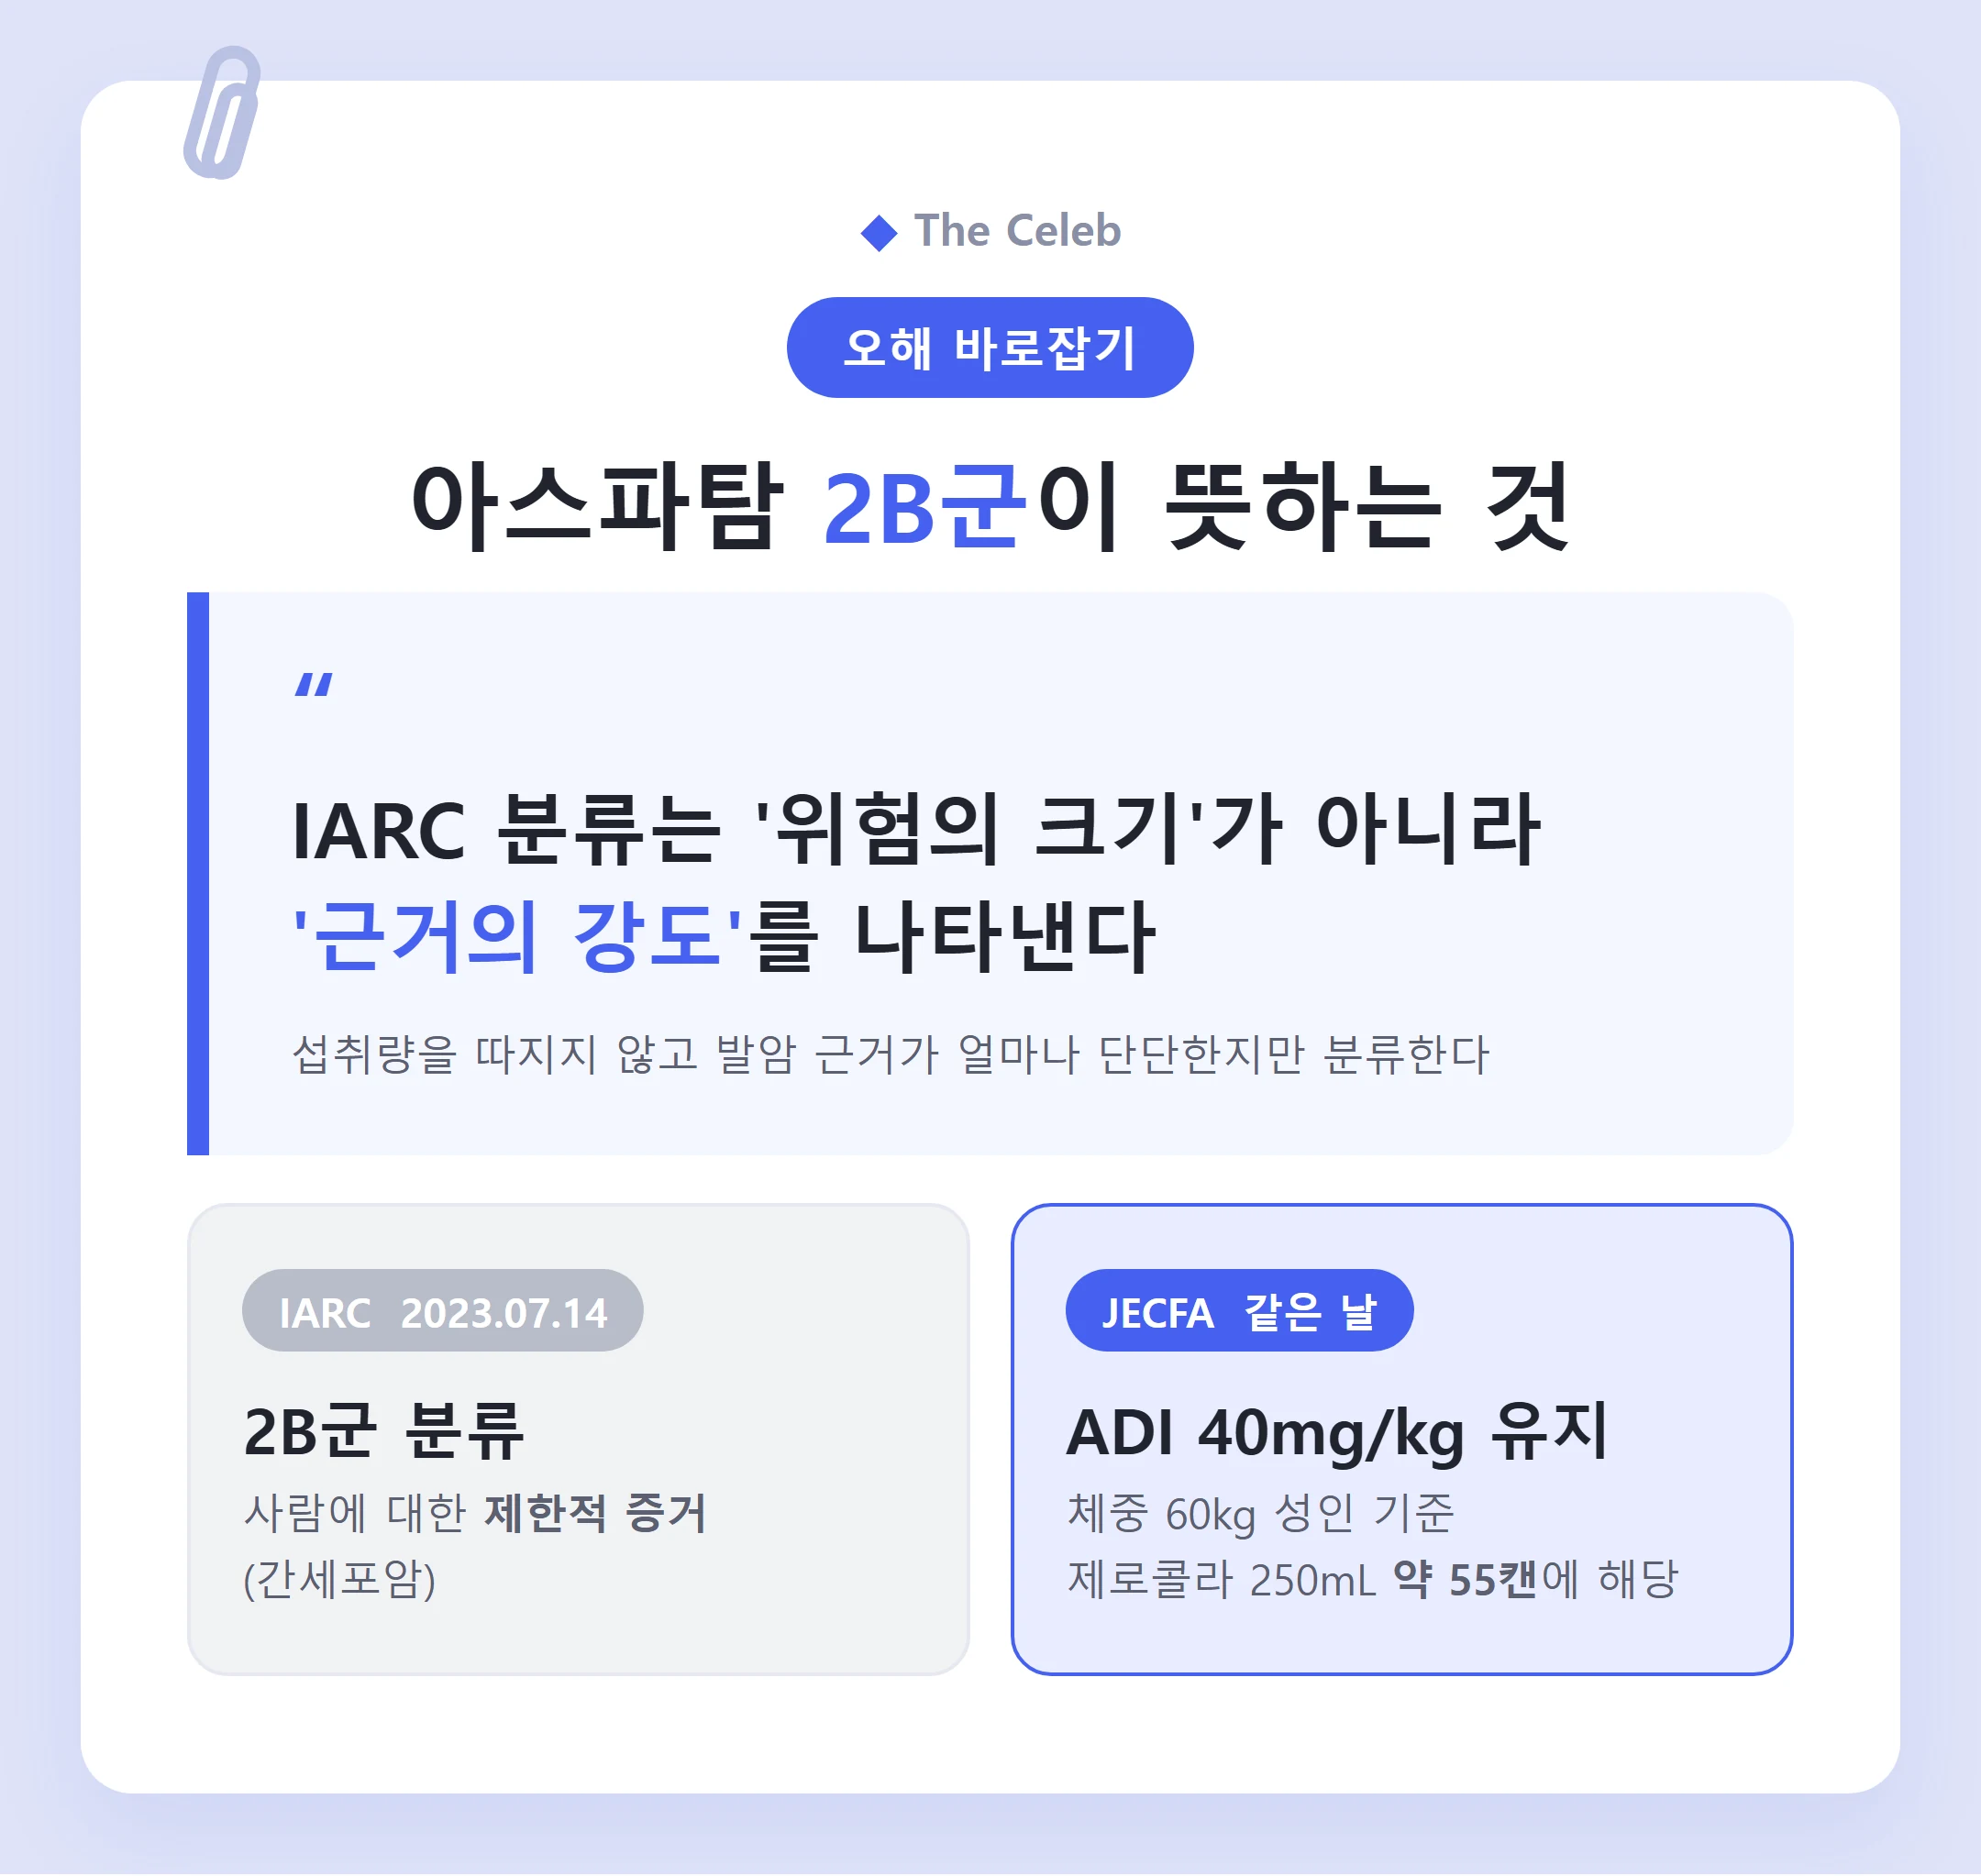 The Celeb
오해 바로잡기
아스파탐 2B군이 뜻하는 것
“
IARC 분류는 '위험의 크기'가 아니라
'근거의 강도'를 나타낸다
섭취량을 따지지 않고 발암 근거가 얼마나 단단한지만 분류한다
IARC 2023.07.14
2B군 분류
사람에 대한 제한적 증거
(간세포암)
JECFA 같은 날
ADI 40mg/kg 유지
체중 60kg 성인 기준
제로콜라 250mL 약 55캔에 해당